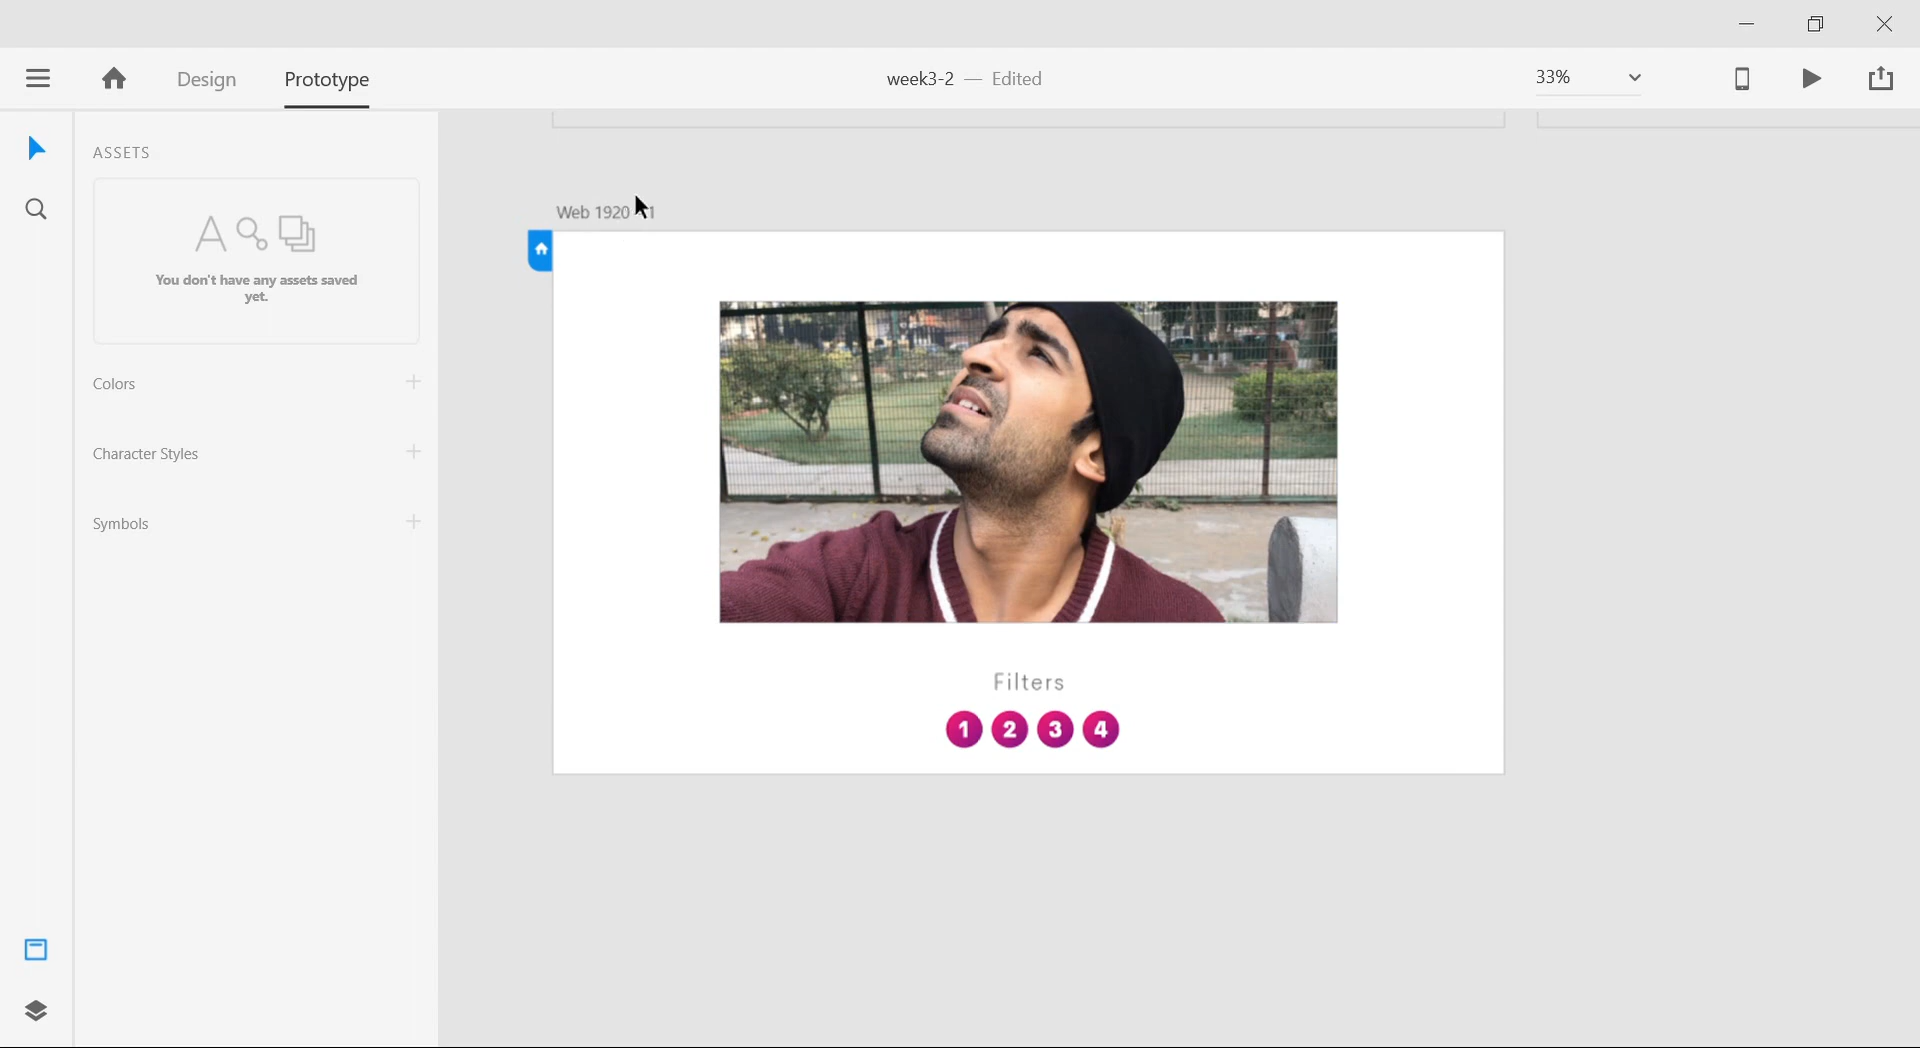 Design
Prototype
week3-2 — Edited
33%
ASSETS
You don't have any assets saved
yet.
Colors
Character Styles
Symbols
Web 1920
1
Filters
1 2 3 4